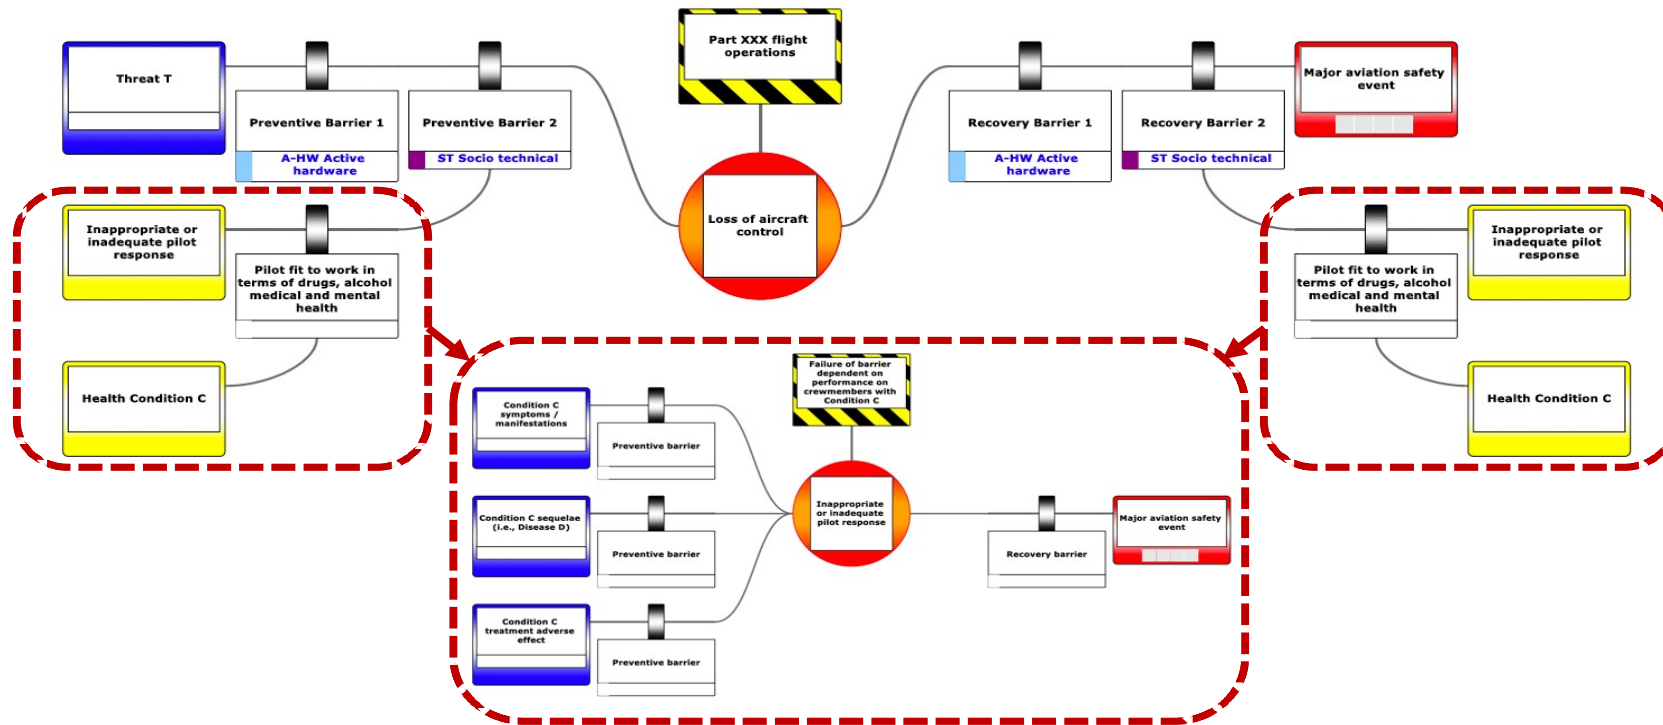 Part XXX flight
operations
Threat T
Preventive Barrier 1
A-HW Active
hardware
Preventive Barrier 2
ST Socio technical
Loss of aircraft
control
Recovery Barrier 1
A-HW Active
hardware
Recovery Barrier 2
ST Socio technical
Major aviation safety
event
Inappropriate or
inadequate pilot
response
Pilot fit to work in
terms of drugs, alcohol
medical and mental
health
Health Condition C
Pilot fit to work in
terms of drugs, alcohol
medical and mental
health
Inappropriate or
inadequate pilot
response
Health Condition C
Failure of barrier
dependent on
performance on
crewmembers with
Condition C
Condition C
symptoms /
manifestations
Preventive barrier
Condition C sequelae
(i.e., Disease D)
Preventive barrier
Condition C
treatment adverse
effect
Preventive barrier
Inappropriate
or inadequate
pilot response
Recovery barrier
Major aviation safety
event